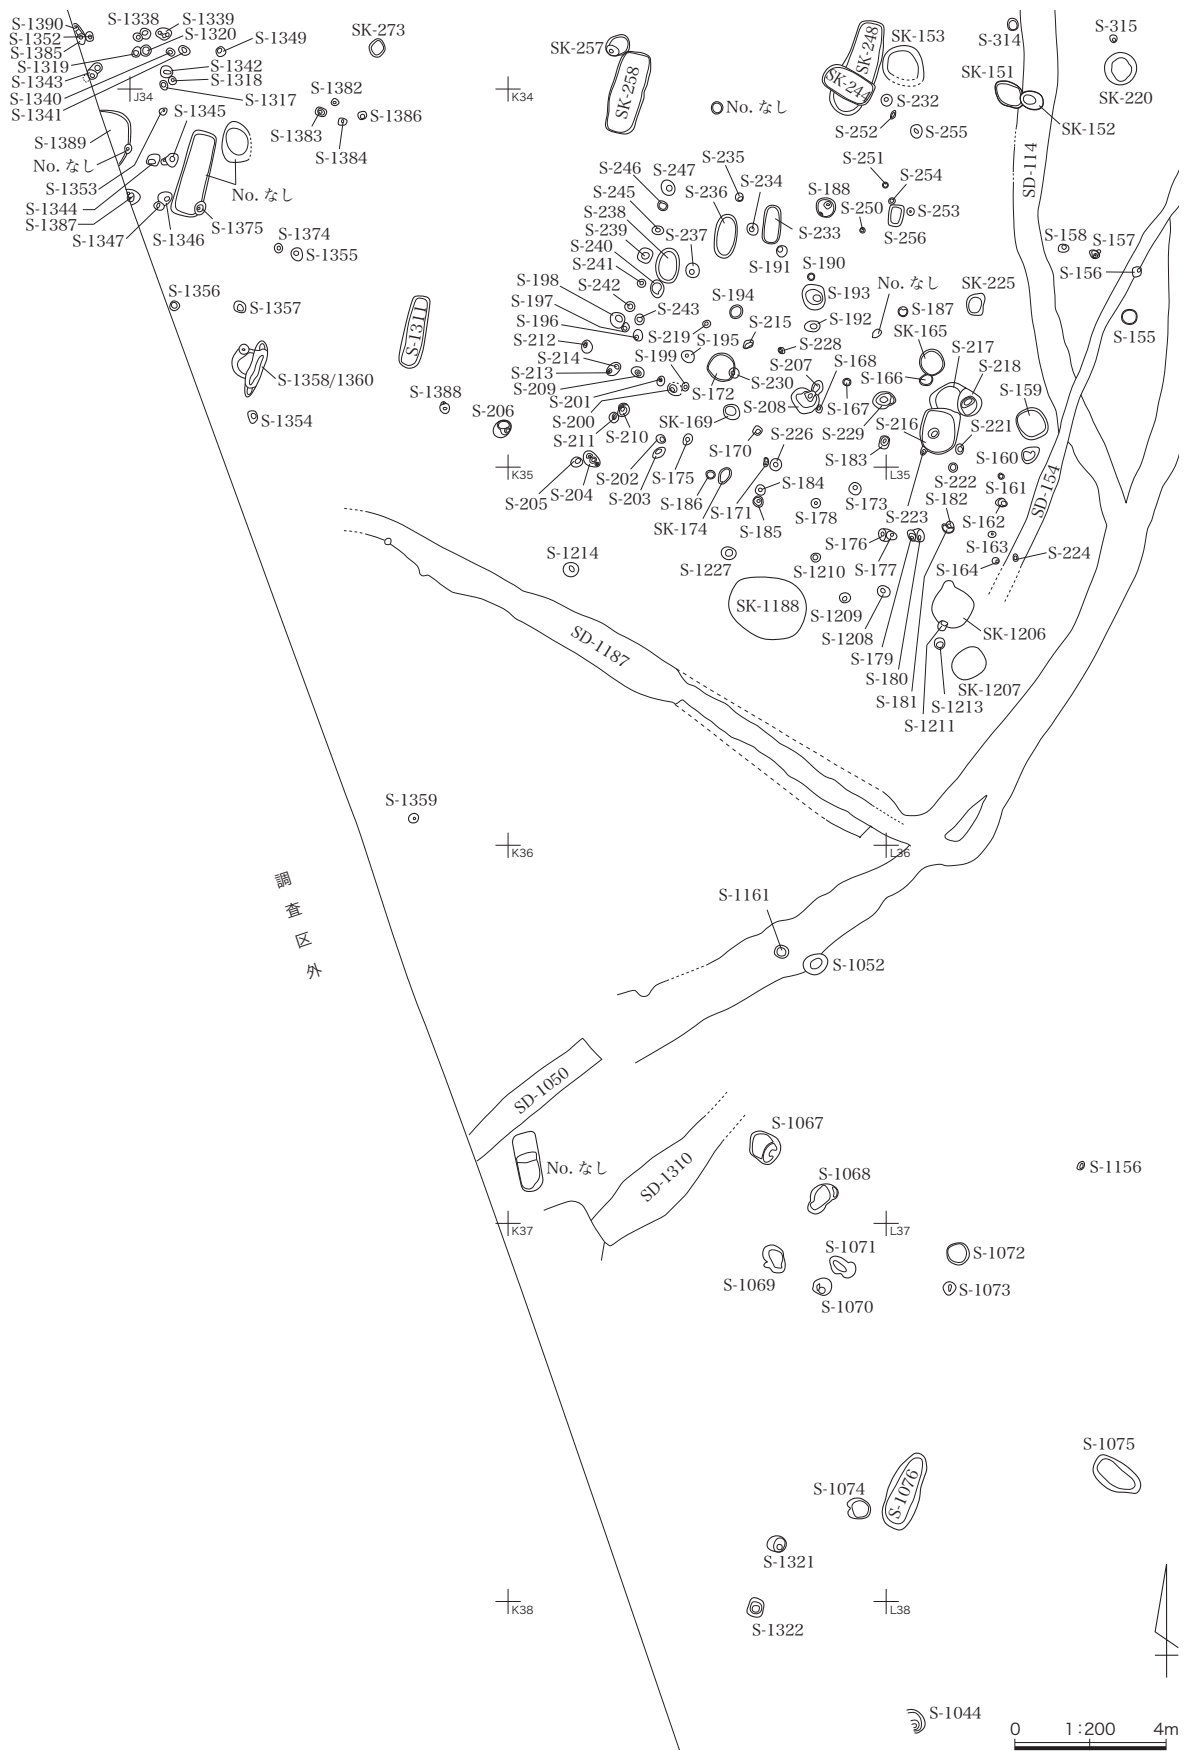 S-1390
S-1352
S-1385
S-1319
S-1343
S-1340
S-1341
S-1338
S-1339
S-1320
S-1349
S-1342
S-1318
S-1317
J34
S-1389
No. なし
S-1353
S-1344
S-1387
S-1347
S-1346
S-1345
S-1375
No. なし
SK-273
S-1382
S-1383
S-1386
S-1384
S-1374
S-1355
S-1356
S-1357
S-1358/1360
S-1354
S-1311
S-1388
S-206
K34
SK-257
SK-258
No. なし
SK-248
SK-244
SK-153
S-232
S-252
S-255
S-314
SK-151
SK-152
S-315
SK-220
SD-114
S-251
S-254
S-253
S-250
S-256
S-188
S-235
S-234
S-236
S-233
S-246
S-247
S-245
S-238
S-239
S-237
S-240
S-241
S-242
S-243
S-198
S-197
S-196
S-212
S-214
S-213
S-209
S-201
S-200
S-211
S-210
S-199
S-219
S-195
S-194
S-215
S-191
S-190
S-193
S-192
No. なし
S-187
SK-225
SK-165
S-166
S-217
S-218
S-159
S-158
S-157
S-156
S-155
S-228
S-207
S-168
S-208
S-167
S-229
S-216
S-221
S-160
S-172
S-230
SK-169
S-170
S-226
S-183
L35
S-222
S-161
S-182
S-162
S-163
S-164
S-224
SD-154
S-205
S-204
S-202
S-203
S-175
S-186
SK-174
S-171
S-184
S-185
S-178
S-173
S-223
S-176
S-177
K35
S-1214
S-1227
S-1210
S-1209
S-1208
S-179
S-180
S-181
S-1211
S-1213
SK-1188
SK-1206
SK-1207
SD-1187
S-1359
K36
L36
調査区外
S-1161
S-1052
SD-1050
No. なし
SD-1310
S-1067
S-1068
S-1156
K37
L37
S-1069
S-1071
S-1070
S-1072
S-1073
S-1074
S-1076
S-1075
S-1321
S-1322
K38
L38
S-1044
0 1:200 4m